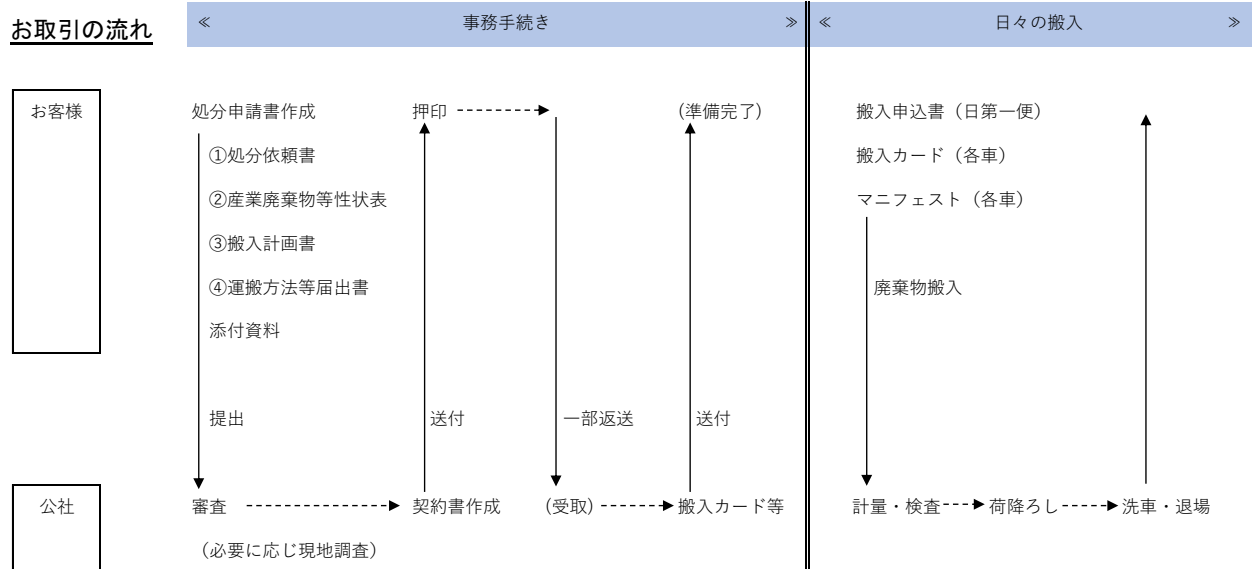 お取引の流れ
≪ 事務手続き ≫ ≪ 日々の搬入 ≫
お客様 処分申請書作成 押印 (準備完了) 搬入申込書（日第一便）
①処分依頼書 搬入カード（各車）
②産業廃棄物等性状表 マニフェスト（各車）
③搬入計画書
④運搬方法等届出書 廃棄物搬入
添付資料
提出 送付 一部返送 送付
公社 審査 契約書作成 (受取) 搬入カード等 計量・検査 荷降ろし 洗車・退場
（必要に応じ現地調査）